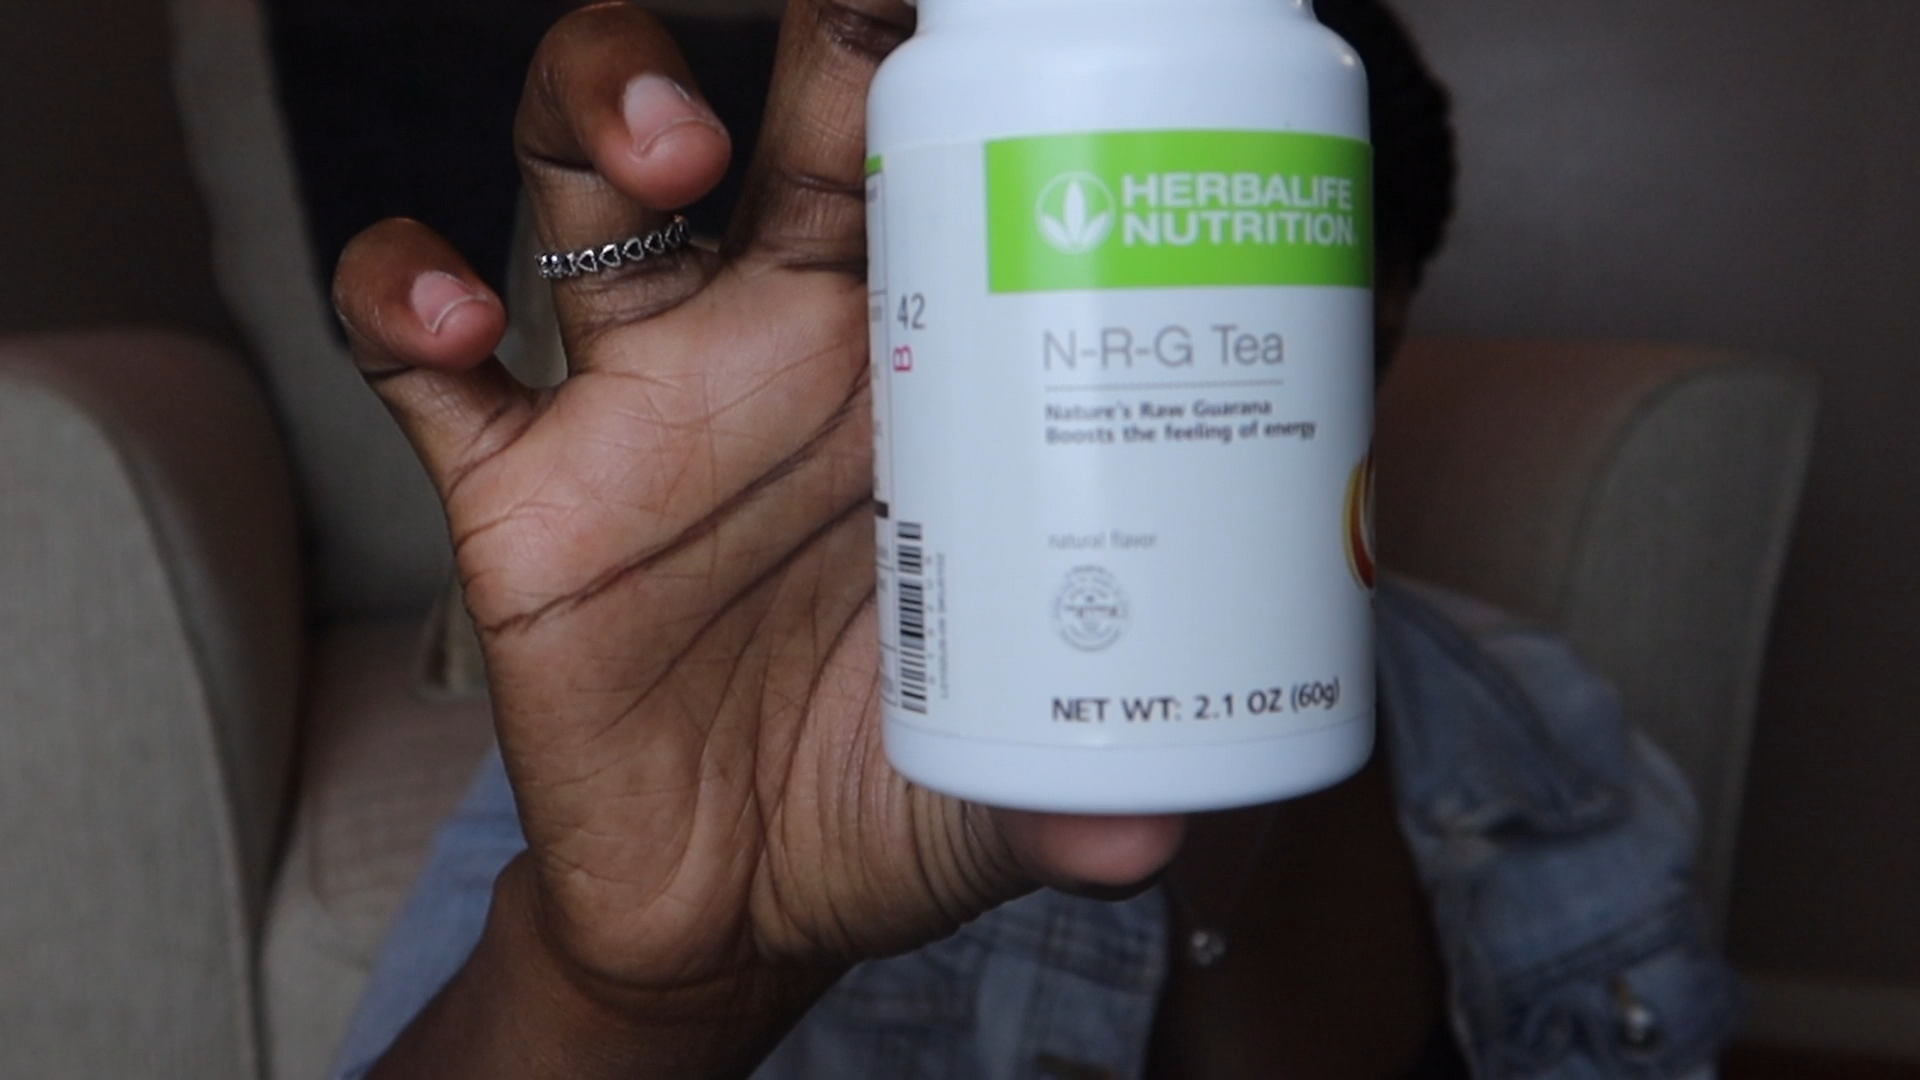 HERBALIFE
NUTRITION
42
B
N-R-G Tea
Nature's Raw Guarana
Boosts the feeling of energy
natural flavor
NET WT: 2.1 OZ (60g)